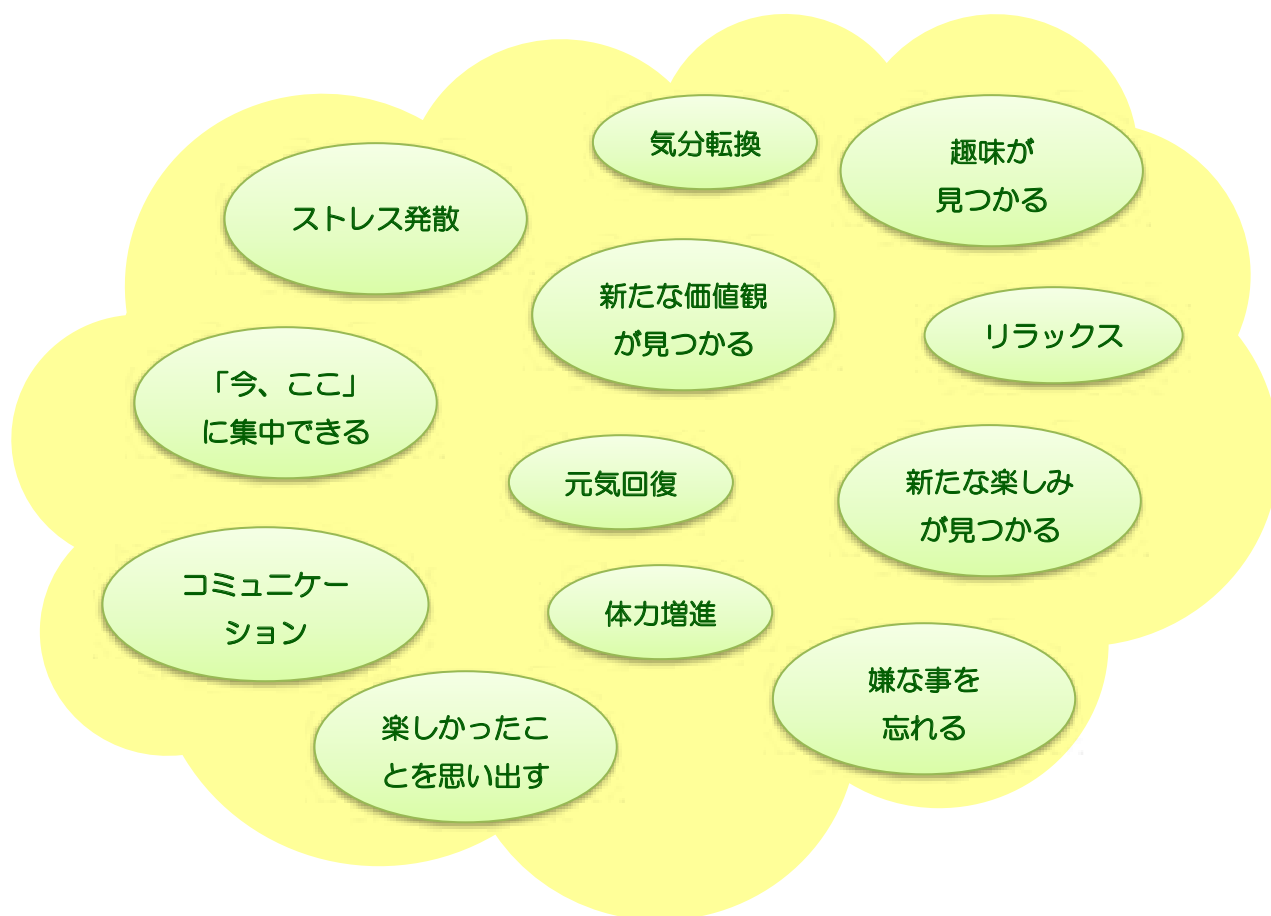 気分転換
趣味が
見つかる
ストレス発散
新たな価値観
が見つかる
リラックス
「今、ここ」
に集中できる
元気回復
新たな楽しみ
が見つかる
コミュニケー
ション
体力増進
嫌な事を
忘れる
楽しかったこ
とを思い出す